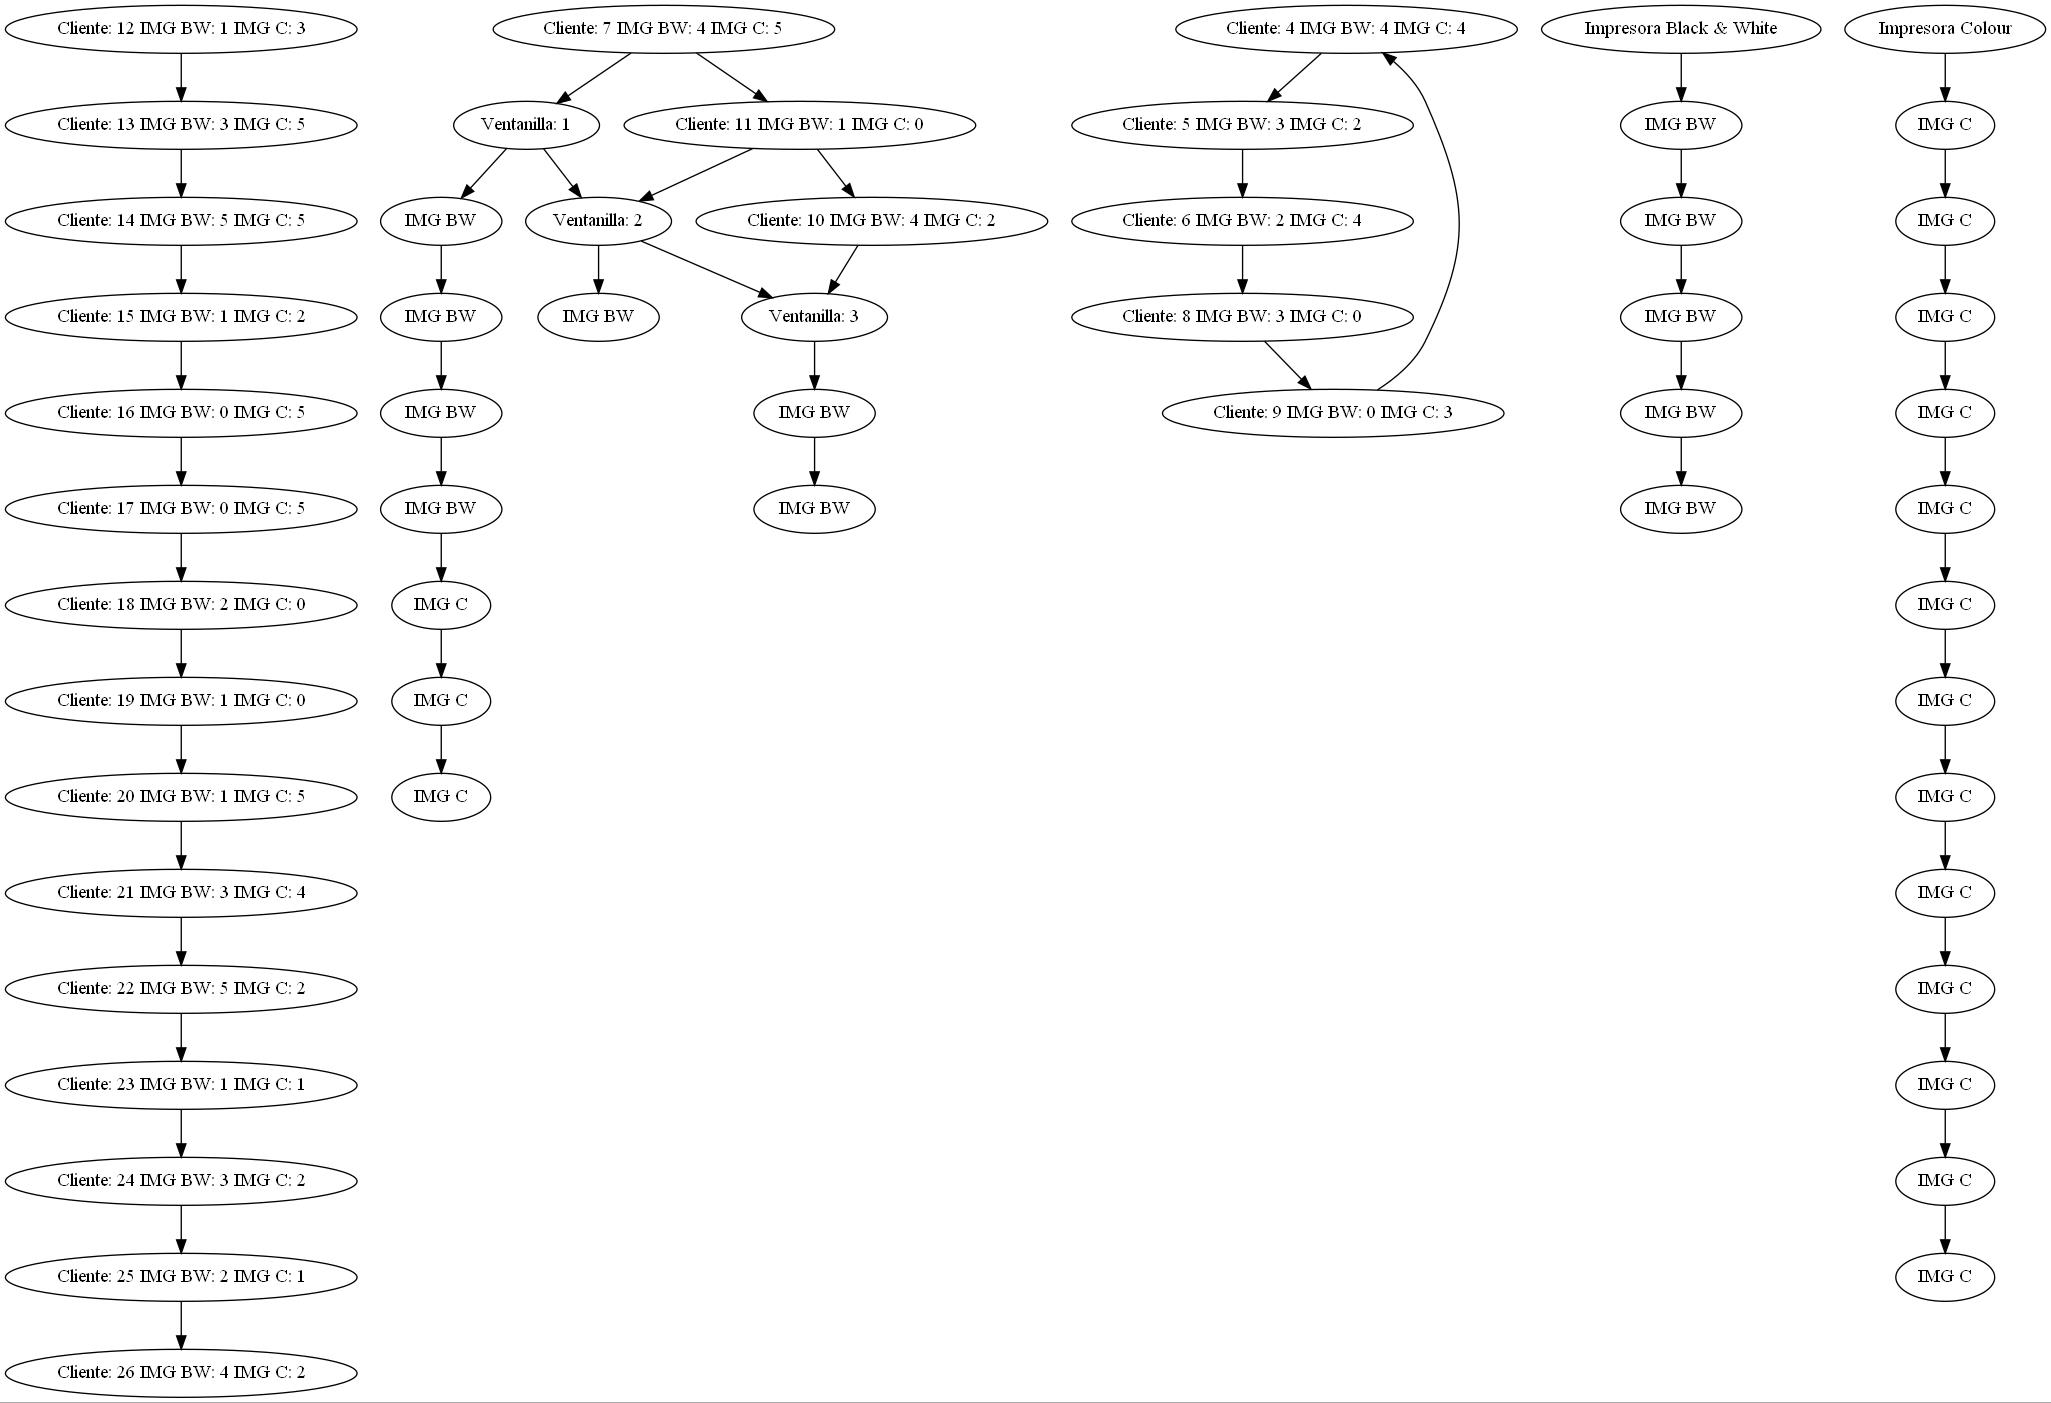 Cliente: 12 IMG BW: 1 IMG C: 3
Cliente: 13 IMG BW: 3 IMG C: 5
Cliente: 14 IMG BW: 5 IMG C: 5
Cliente: 15 IMG BW: 1 IMG C: 2
Cliente: 16 IMG BW: 0 IMG C: 5
Cliente: 17 IMG BW: 0 IMG C: 5
Cliente: 18 IMG BW: 2 IMG C: 0
Cliente: 19 IMG BW: 1 IMG C: 0
Cliente: 20 IMG BW: 1 IMG C: 5
Cliente: 21 IMG BW: 3 IMG C: 4
Cliente: 22 IMG BW: 5 IMG C: 2
Cliente: 23 IMG BW: 1 IMG C: 1
Cliente: 24 IMG BW: 3 IMG C: 2
Cliente: 25 IMG BW: 2 IMG C: 1
Cliente: 26 IMG BW: 4 IMG C: 2
Cliente: 7 IMG BW: 4 IMG C: 5
Ventanilla: 1
Cliente: 11 IMG BW: 1 IMG C: 0
IMG BW
IMG BW
IMG BW
IMG BW
IMG C
IMG C
IMG C
Ventanilla: 2
Cliente: 10 IMG BW: 4 IMG C: 2
IMG BW
Ventanilla: 3
IMG BW
IMG BW
Cliente: 4 IMG BW: 4 IMG C: 4
Cliente: 5 IMG BW: 3 IMG C: 2
Cliente: 6 IMG BW: 2 IMG C: 4
Cliente: 8 IMG BW: 3 IMG C: 0
Cliente: 9 IMG BW: 0 IMG C: 3
Impresora Black & White
IMG BW
IMG BW
IMG BW
IMG BW
IMG BW
Impresora Colour
IMG C
IMG C
IMG C
IMG C
IMG C
IMG C
IMG C
IMG C
IMG C
IMG C
IMG C
IMG C
IMG C